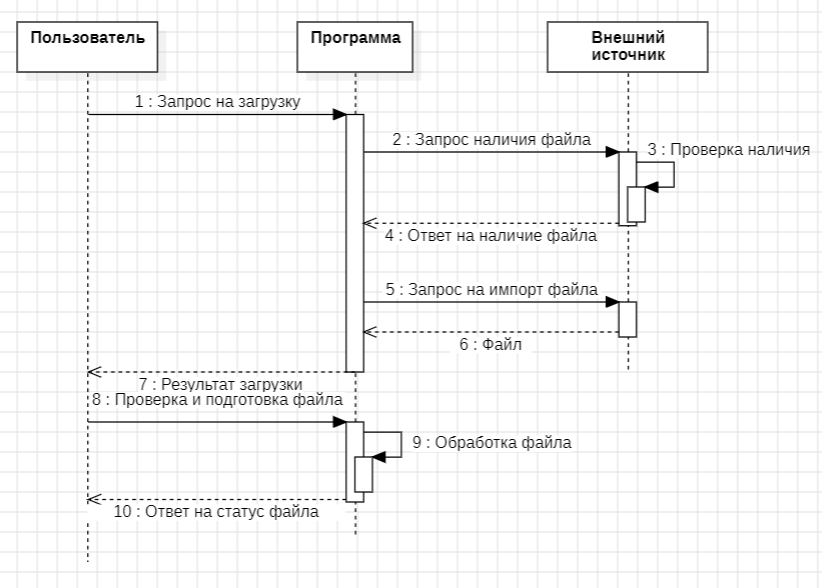 Пользователь
Программа
Внешний
источник
1 : Запрос на загрузку
2 : Запрос наличия файла
3 : Проверка наличия
4 : Ответ на наличие файла
5 : Запрос на импорт файла
6 : Файл
7 : Результат загрузки
8 : Проверка и подготовка файла
9 : Обработка файла
10 : Ответ на статус файла